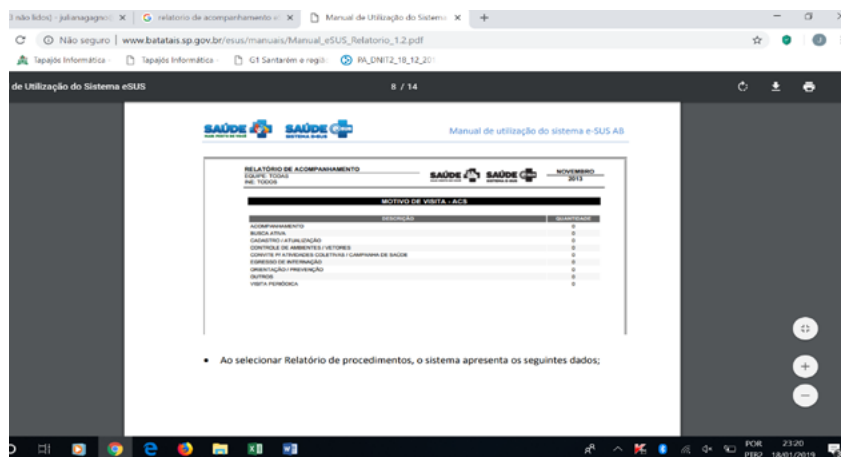 não lidos) - julianagagno
relatorio de acompanhamento e
Manual de Utilização do Sistema
Não seguro | www.batatais.sp.gov.br/esus/manuais/Manual_eSUS_Relatorio_1.2.pdf
Tapajós Informática -
Tapajós Informática -
G1 Santarém e região
PA_DNIT2_18_12_201
de Utilização do Sistema eSUS
8 / 14
SAÚDE
SAÚDE
Manual de utilização do sistema e-SUS AB
RELATÓRIO DE ACOMPANHAMENTO
EQUIPE: TODAS
INE: TODOS
SAÚDE
SAÚDE
NOVEMBRO
2013
MOTIVO DE VISITA - ACS
DESCRIÇÃO QUANTIDADE
ACOMPANHAMENTO 0
BUSCA ATIVA 0
CADASTRO / ATUALIZAÇÃO 0
CONTROLE DE AMBIENTES / VETORES 0
CONVITE P/ ATIVIDADES COLETIVAS / CAMPANHA DE SAÚDE 0
EGRESSO DE INTERNAÇÃO 0
ORIENTAÇÃO / PREVENÇÃO 0
OUTROS 0
VISITA PERIÓDICA 0
• Ao selecionar Relatório de procedimentos, o sistema apresenta os seguintes dados;
POR
PTB2
23:20
18/01/2019